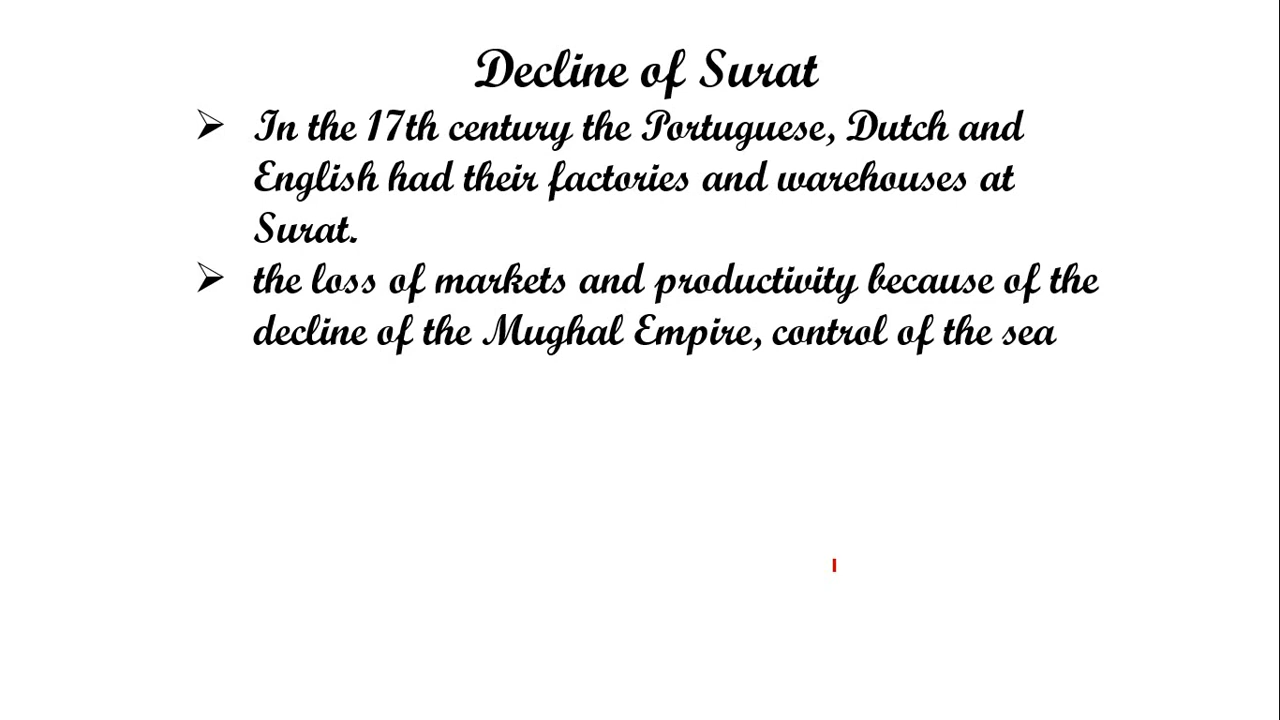 Decline of Surat
➢ In the 17th century the Portuguese, Dutch and
English had their factories and warehouses at
Surat.
➢ the loss of markets and productivity because of the
decline of the Mughal Empire, control of the sea